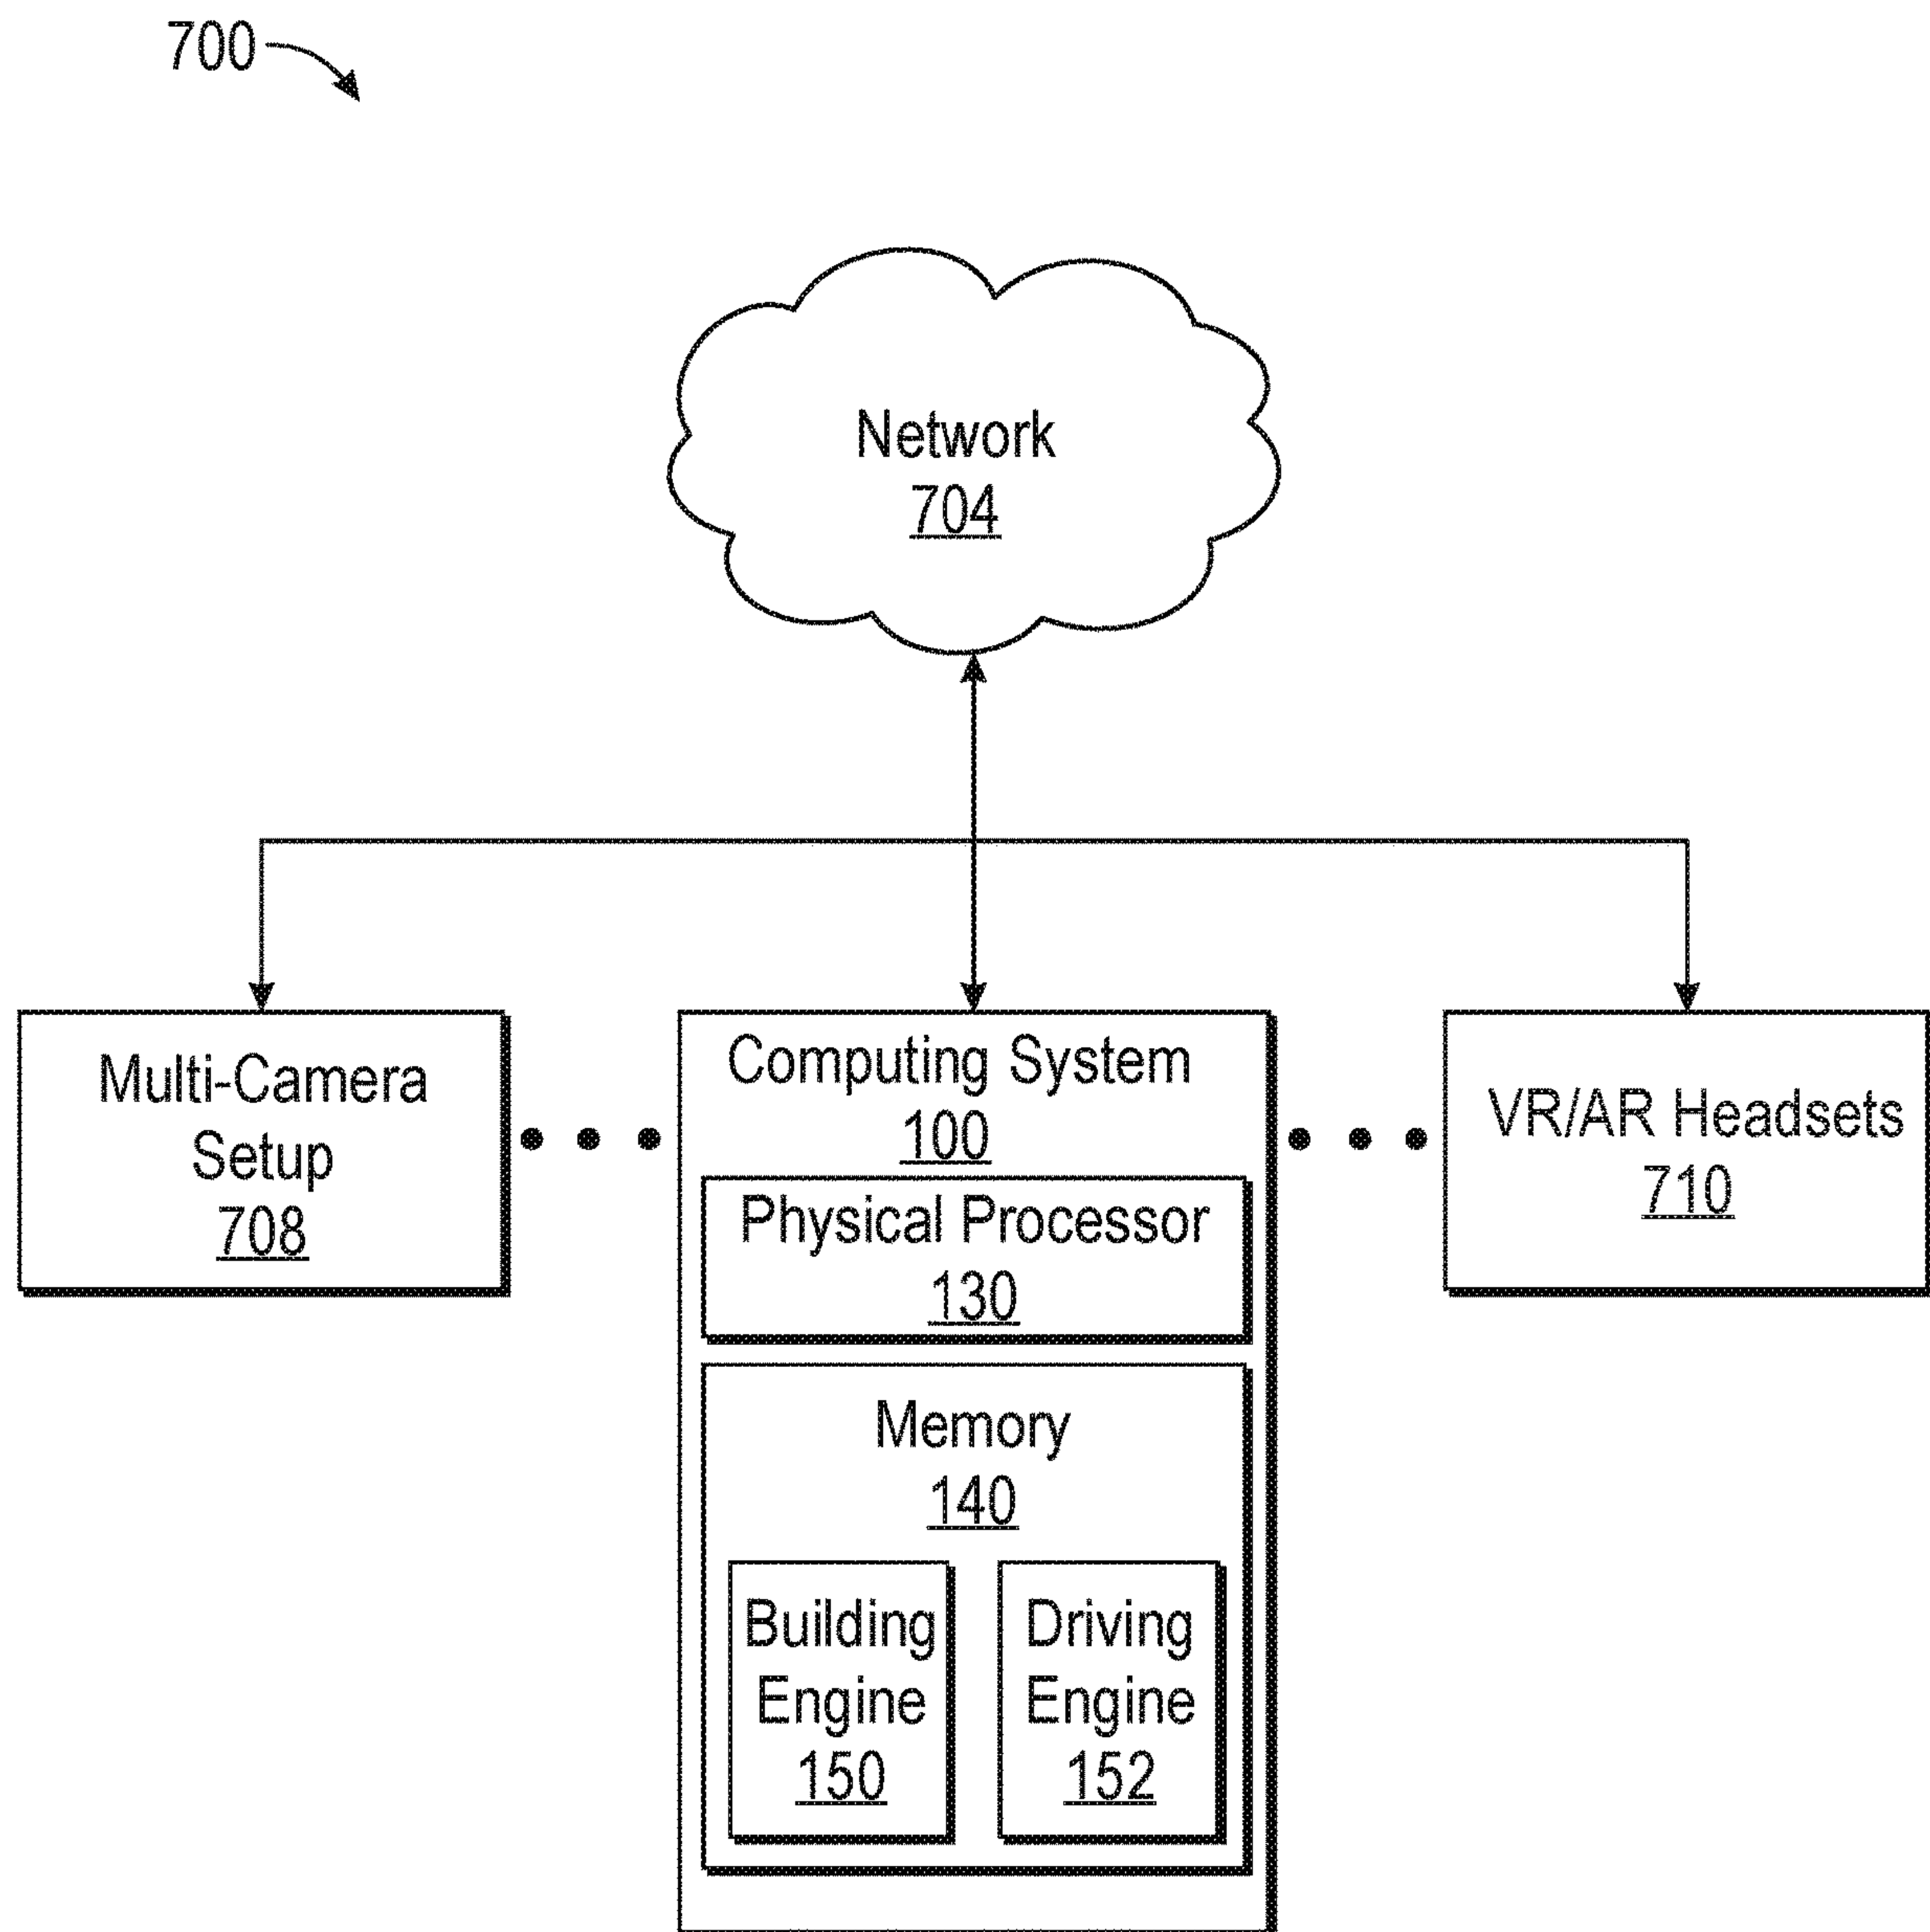 700
Network
704
Multi-Camera
Setup
708
Computing System
100
Physical Processor
130
Memory
140
Building
Engine
150
Driving
Engine
152
VR/AR Headsets
710